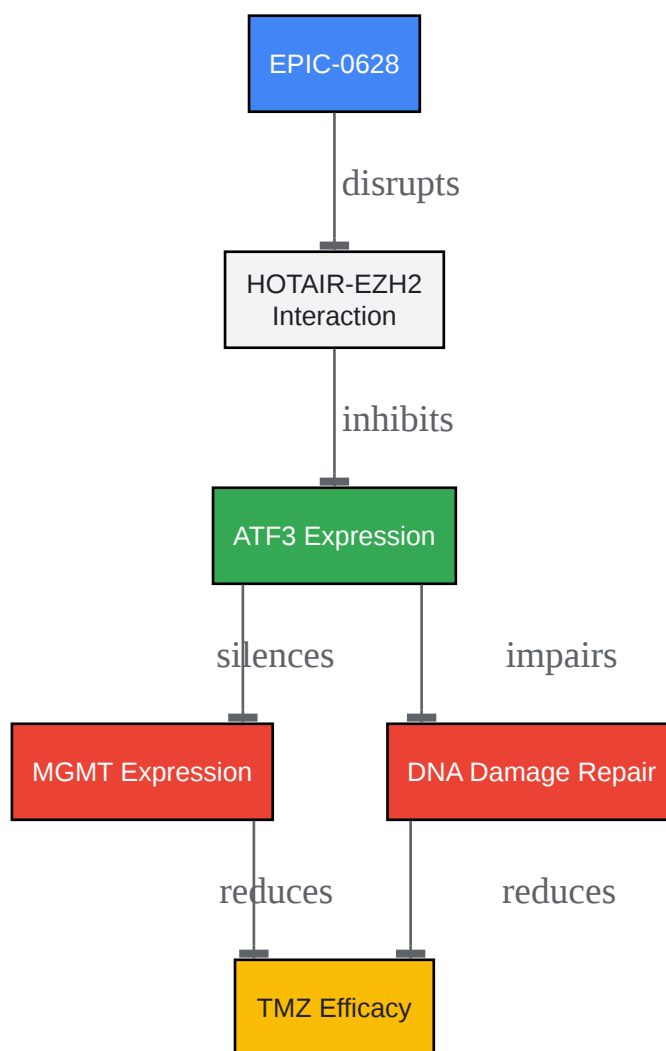 EPIC-0628
disrupts
HOTAIR-EZH2
Interaction
inhibits
ATF3 Expression
silences
impairs
MGMT Expression
DNA Damage Repair
reduces
reduces
TMZ Efficacy